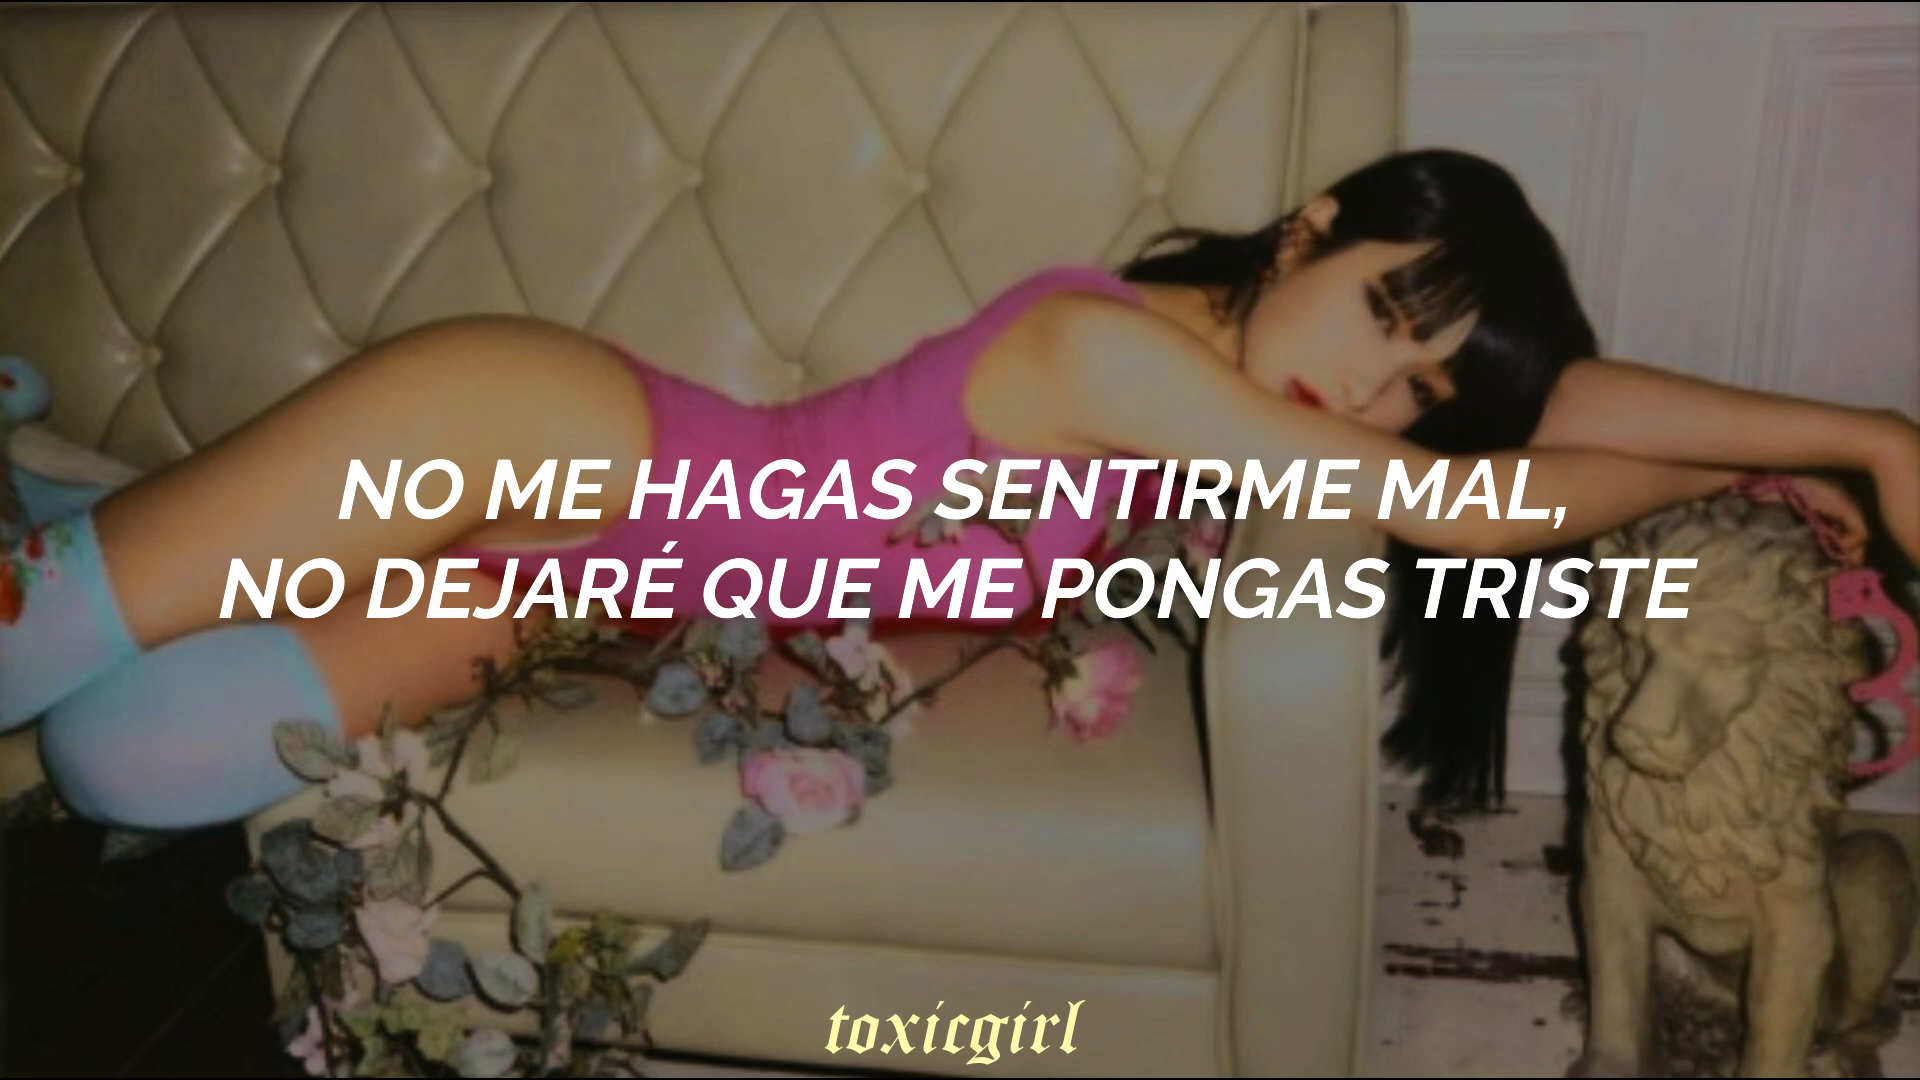 NO ME HAGAS SENTIRME MAL,
NO DEJARÉ QUE ME PONGAS TRISTE
toxicgirl